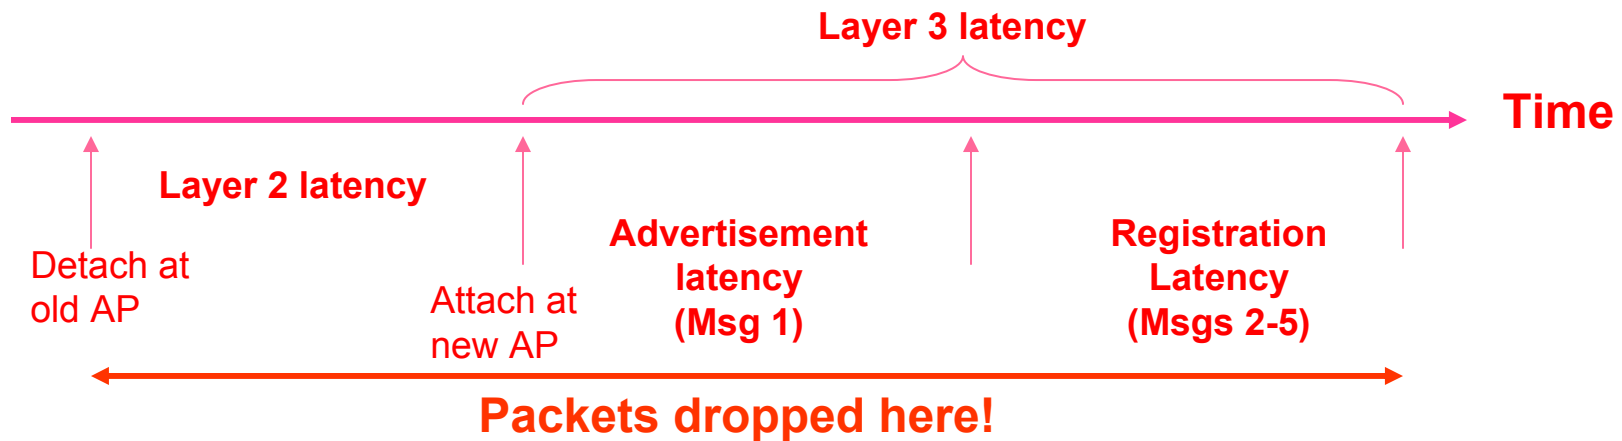 Layer 3 latency
Time
Layer 2 latency
Detach at
old AP
Attach at
new AP
Advertisement
latency
(Msg 1)
Registration
Latency
(Msgs 2-5)
Packets dropped here!